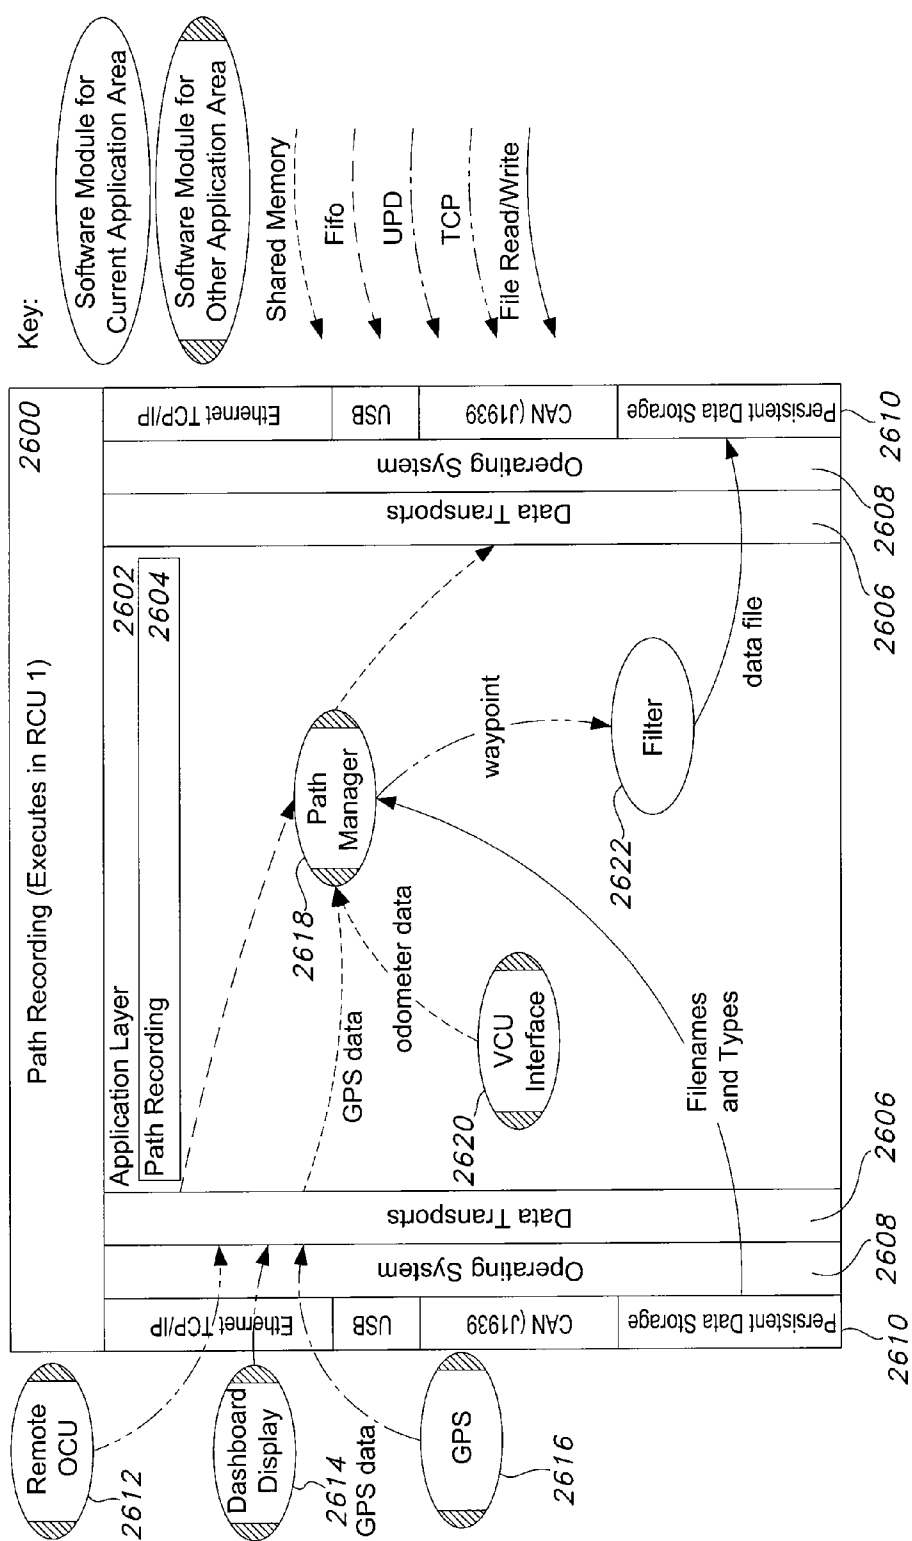 Path Recording (Executes in RCU 1)
2600
Application Layer
2602
Path Recording
2604
Remote
OCU
2612
Dashboard
Display
2614
GPS data
GPS
2616
Ethernet TCP/IP
USB
CAN (J1939
Persistent Data Storage
2610
Operating System
2608
Data Transports
2606
GPS data
odometer data
VCU
Interface
2620
Filenames
and Types
Path
Manager
2618
waypoint
Filter
2622
data file
Data Transports
2606
Operating System
2608
Ethernet TCP/IP
USB
CAN (J1939
Persistent Data Storage
2610
Key:
Software Module for
Current Application Area
Software Module for
Other Application Area
Shared Memory
Fifo
UPD
TCP
File Read/Write